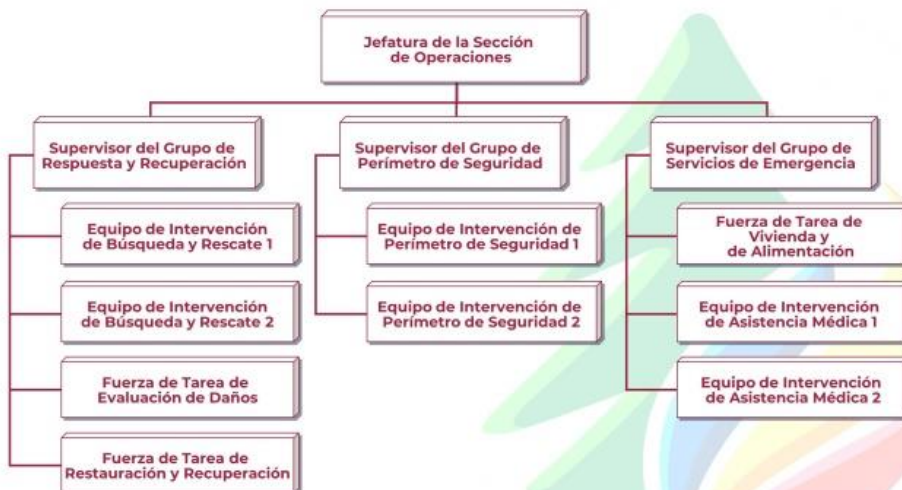 Jefatura de la Sección
de Operaciones
Supervisor del Grupo de
Respuesta y Recuperación
Equipo de Intervención
de Búsqueda y Rescate 1
Equipo de Intervención
de Búsqueda y Rescate 2
Fuerza de Tarea de
Evaluación de Daños
Fuerza de Tarea de
Restauración y Recuperación
Supervisor del Grupo de
Perímetro de Seguridad
Equipo de Intervención de
Perímetro de Seguridad 1
Equipo de Intervención de
Perímetro de Seguridad 2
Supervisor del Grupo de
Servicios de Emergencia
Fuerza de Tarea de
Vivienda y
de Alimentación
Equipo de Intervención
de Asistencia Médica 1
Equipo de Intervención
de Asistencia Médica 2